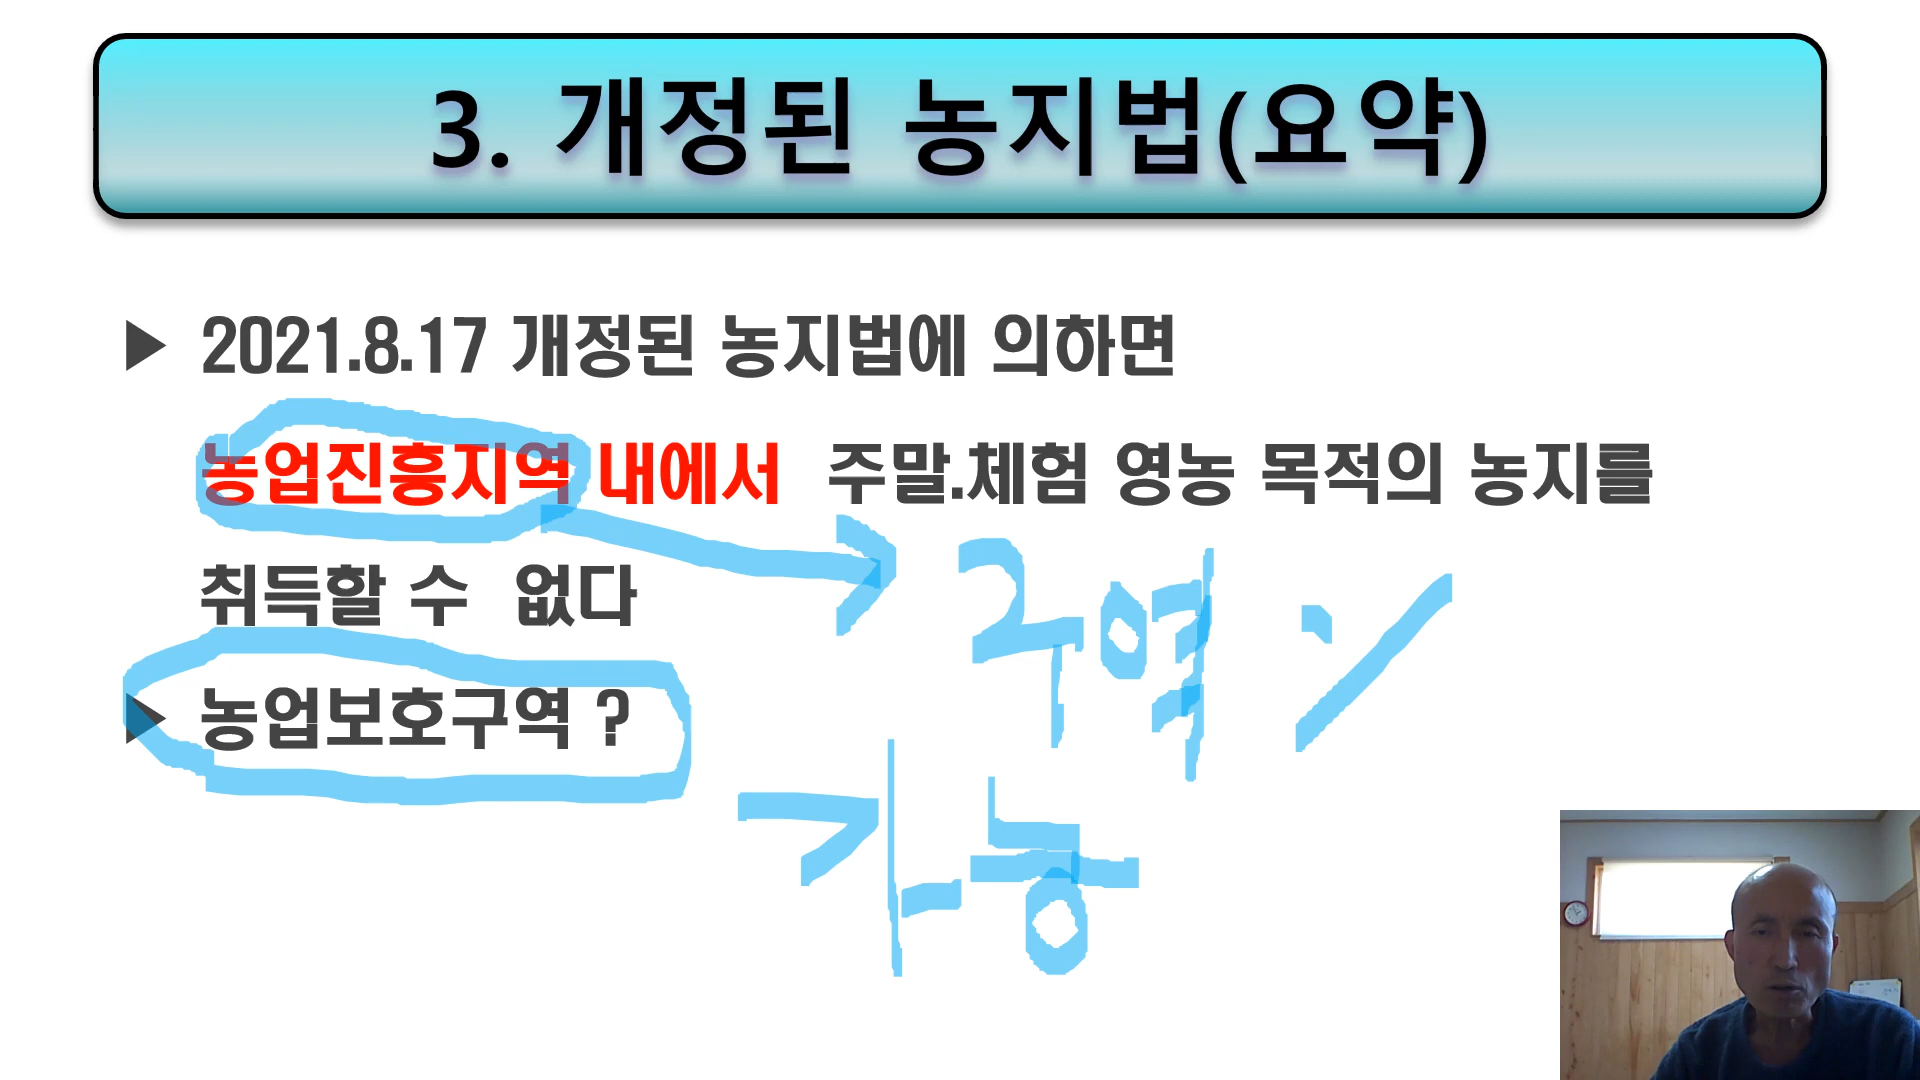 3. 개정된 농지법(요약)
▶ 2021.8.17 개정된 농지법에 의하면
농업진흥지역 내에서 주말.체험 영농 목적의 농지를
취득할 수 없다
구역
▶ 농업보호구역 ?
가능